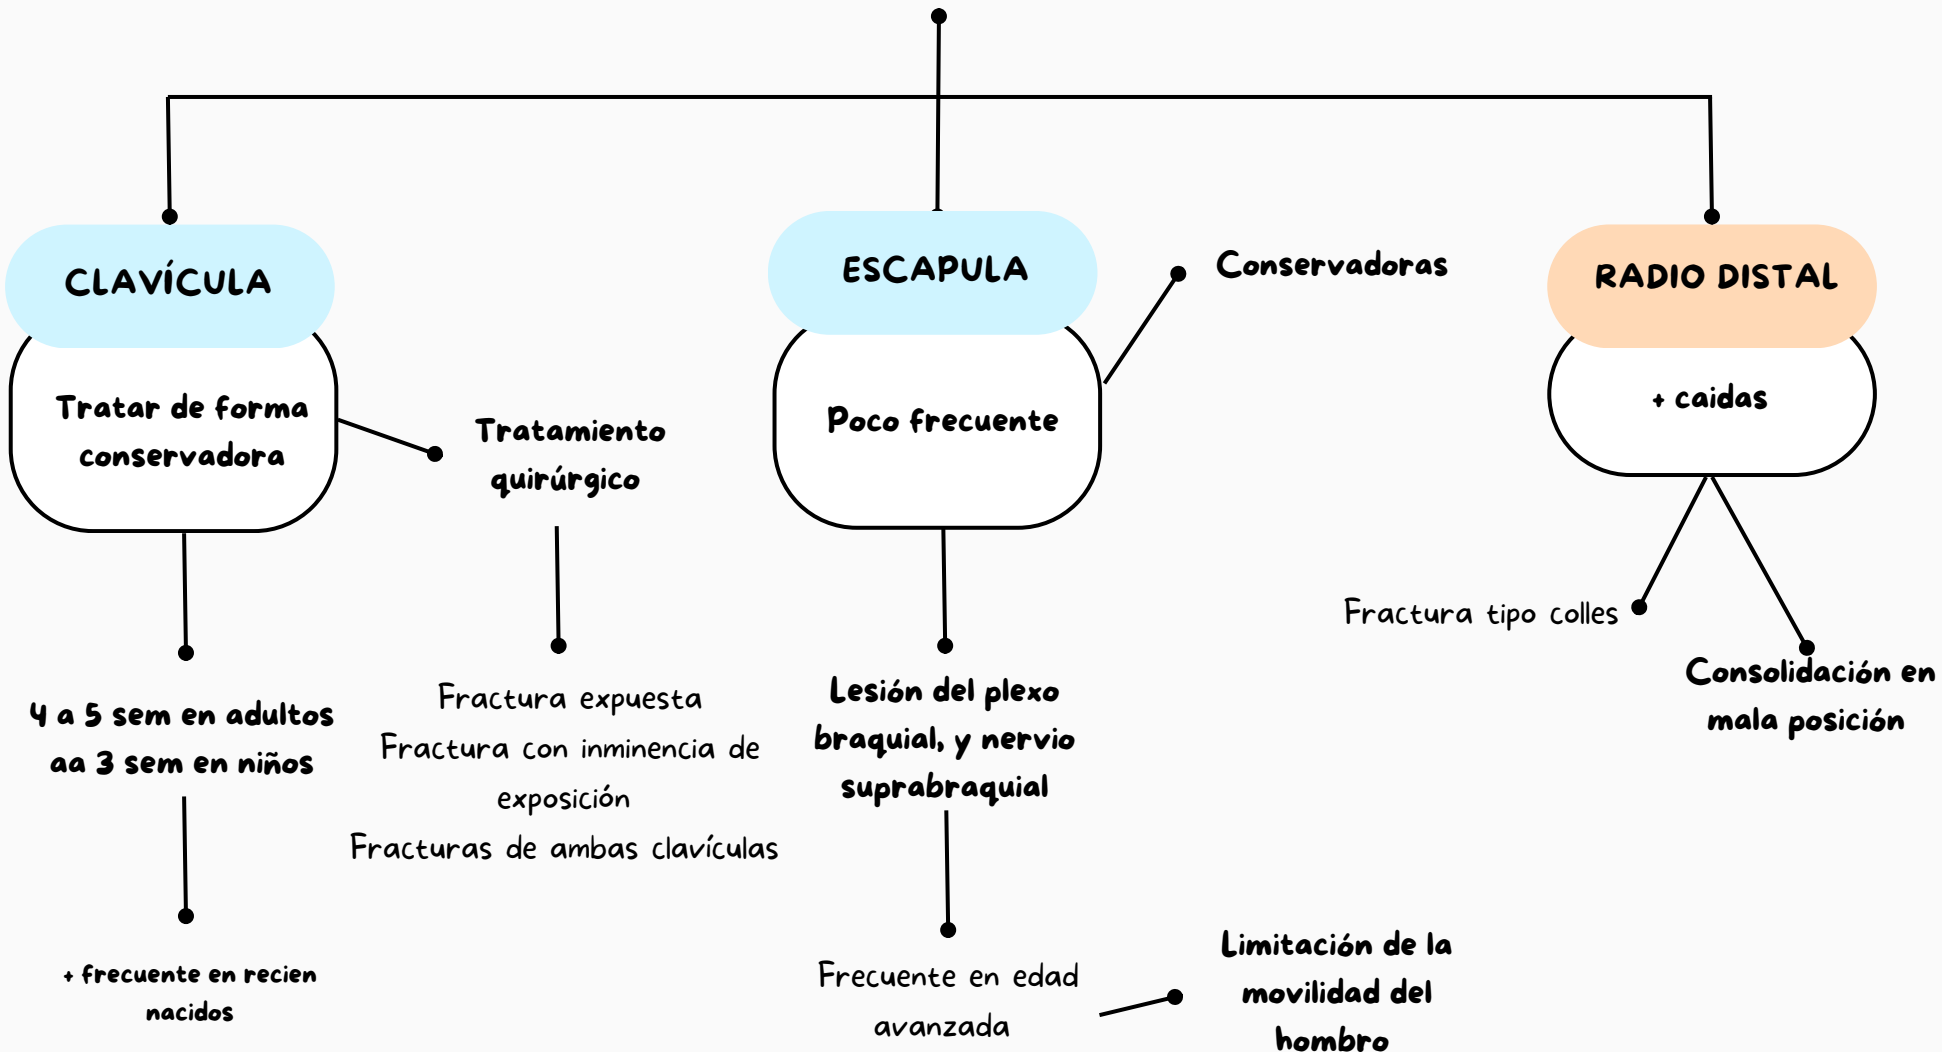 CLAVÍCULA
Tratar de forma
conservadora
Tratamiento
quirúrgico
4 a 5 sem en adultos
aa 3 sem en niños
+ frecuente en recien
nacidos
Fractura expuesta
Fractura con inminencia de
exposición
Fracturas de ambas clavículas
ESCAPULA
Poco frecuente
Conservadoras
Lesión del plexo
braquial, y nervio
suprabraquial
Frecuente en edad
avanzada
Limitación de la
movilidad del
hombro
RADIO DISTAL
+ caidas
Fractura tipo colles
Consolidación en
mala posición